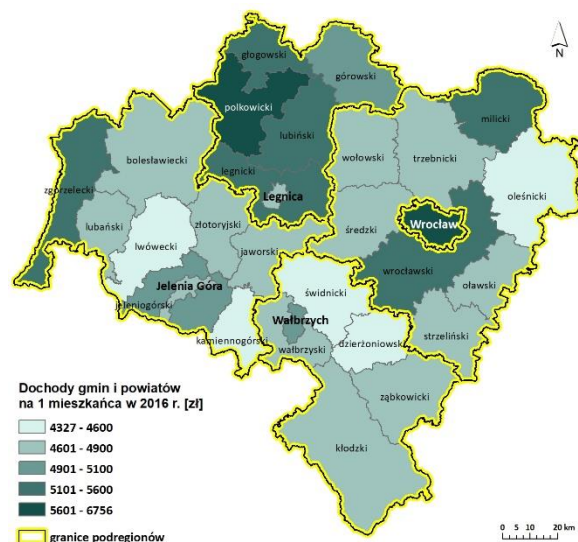 głogowski
górowski
N
polkowicki
milicki
lubiński
bolesławiecki
wołowski
trzebnicki
zgorzelecki
legnicki
oleśnicki
Legnica
lubański
złotoryjski
średzki
Wrocław
lwówecki
jaworski
wrocławski
Jelenia Góra
oławski
jeleniogórski
świdnicki
Wałbrzych
strzeliński
kamiennogórski
dzierżoniowski
wałbrzyski
ząbkowicki
kłodzki
Dochody gmin i powiatów
na 1 mieszkańca w 2016 r. [zł]
4327 - 4600
4601 - 4900
4901 - 5100
5101 - 5600
5601 - 6756
granice podregionów
0 5 10 20 km